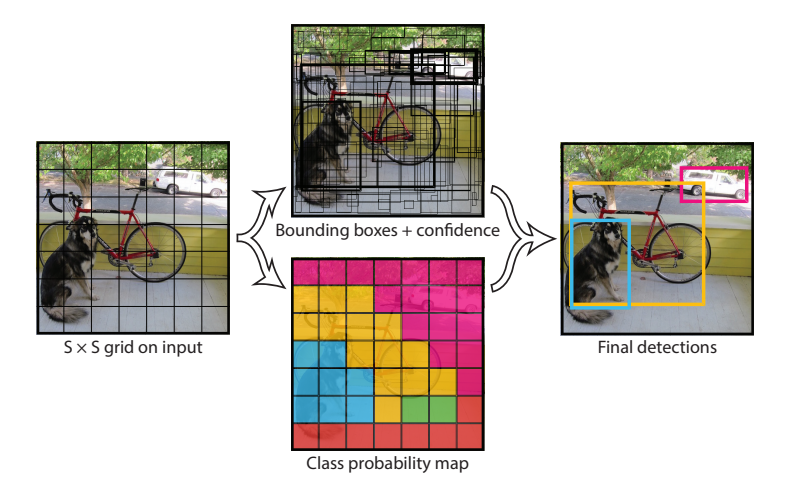 S × S grid on input
Bounding boxes + confidence
Class probability map
Final detections